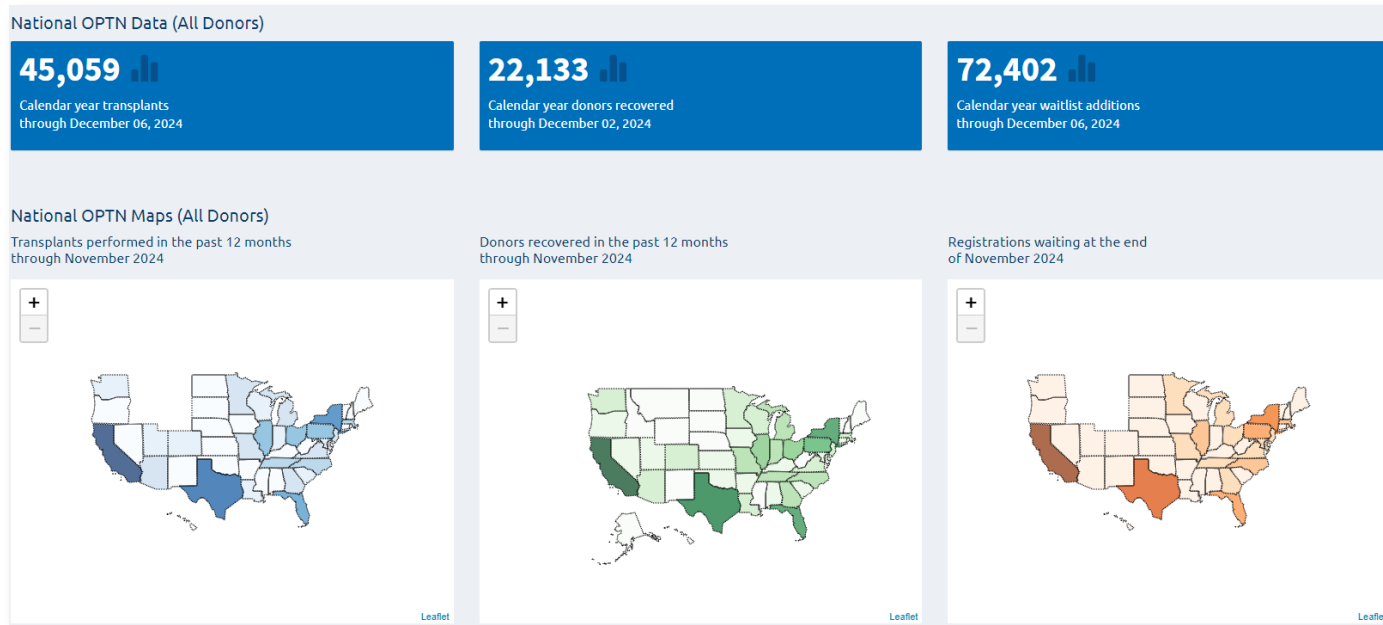 National OPTN Data (All Donors)
45,059
Calendar year transplants
through December 06, 2024
22,133
Calendar year donors recovered
through December 02, 2024
72,402
Calendar year waitlist additions
through December 06, 2024
National OPTN Maps (All Donors)
Transplants performed in the past 12 months
through November 2024
Donors recovered in the past 12 months
through November 2024
Registrations waiting at the end
of November 2024
+
−
+
−
+
−
Leaflet
Leaflet
Leafle